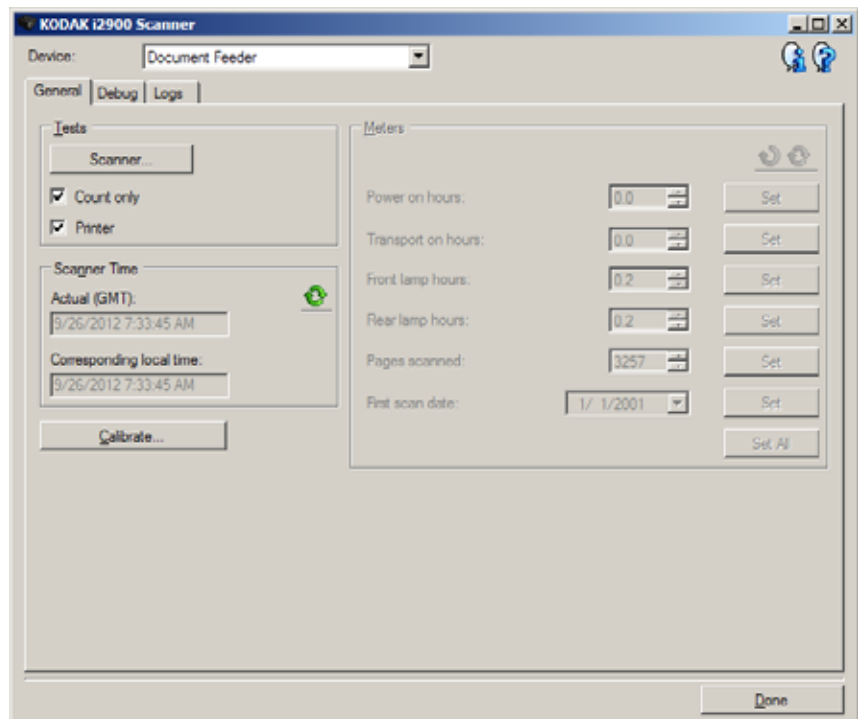 KODAK i2900 Scanner
Device: Document Feeder
General Debug Logs
Tests
Scanner...
Count only
Printer
Scanner Time
Actual (GMT):
9/26/2012 7:33:45 AM
Corresponding local time:
9/26/2012 7:33:45 AM
Calibrate...
Meters
Power on hours: 0.0 Set
Transport on hours: 0.0 Set
Front lamp hours: 0.2 Set
Rear lamp hours: 0.2 Set
Pages scanned: 3257 Set
First scan date: 1/ 1/2001 Set
Set All
Done